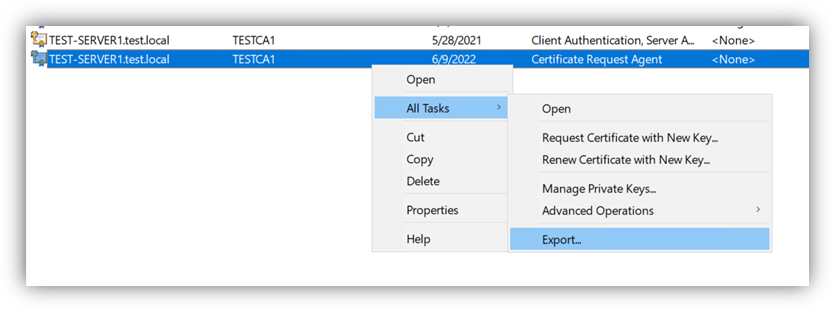 TEST-SERVER1.test.local TESTCA1 5/28/2021 Client Authentication, Server A... <None>
TEST-SERVER1.test.local TESTCA1 6/9/2022 Certificate Request Agent <None>
Open
All Tasks
Cut
Copy
Delete
Properties
Help
Open
Request Certificate with New Key...
Renew Certificate with New Key...
Manage Private Keys...
Advanced Operations
Export...